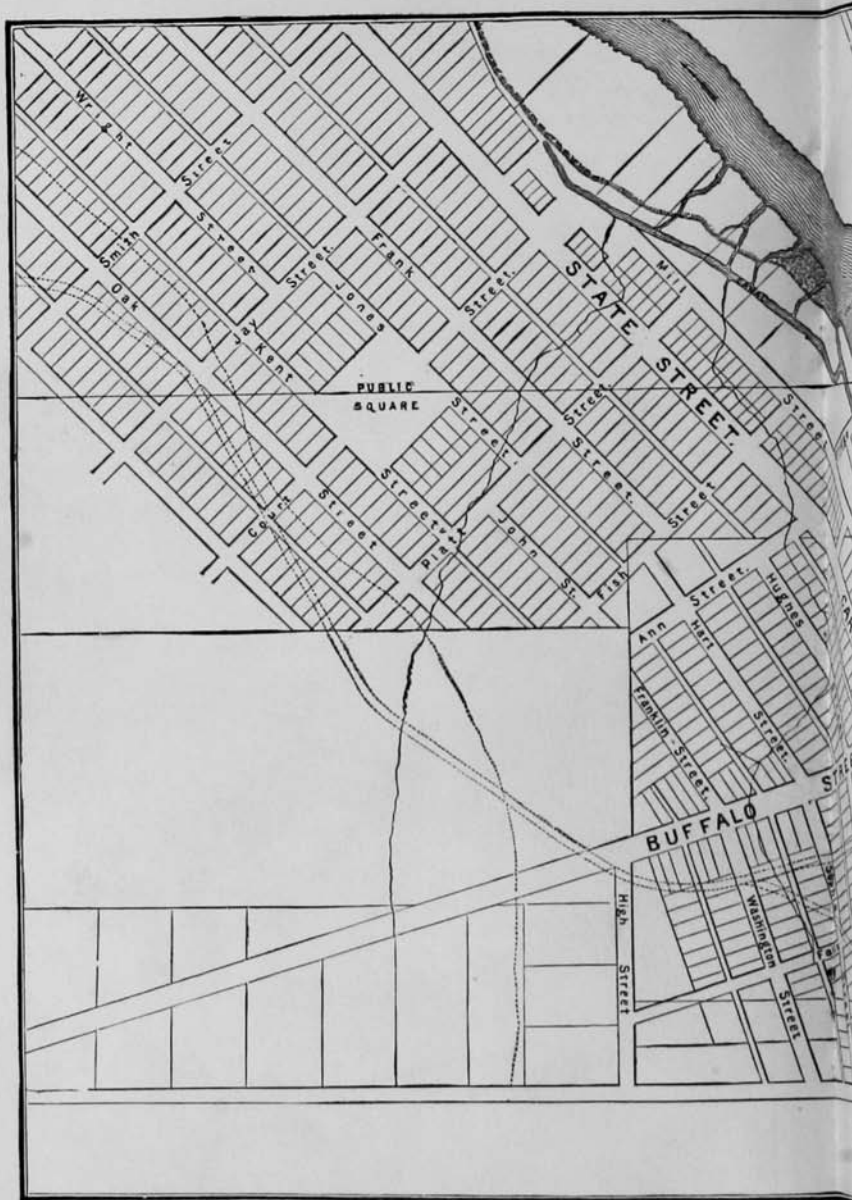 Wright
Street
Smith
Street
Oak
Street.
Frank
Jones
Jay
Kent
PUBLIC
SQUARE
Street.
STATE STREET.
Mill
Street
CANAL
Street.
Street.
Street.
Street
Court
Street
Street
Platt
John
St.
Fish
Ann
Street.
Hughes
Hart
Street.
Franklin - Street.
BUFFALO
High
Street
Washington
Street